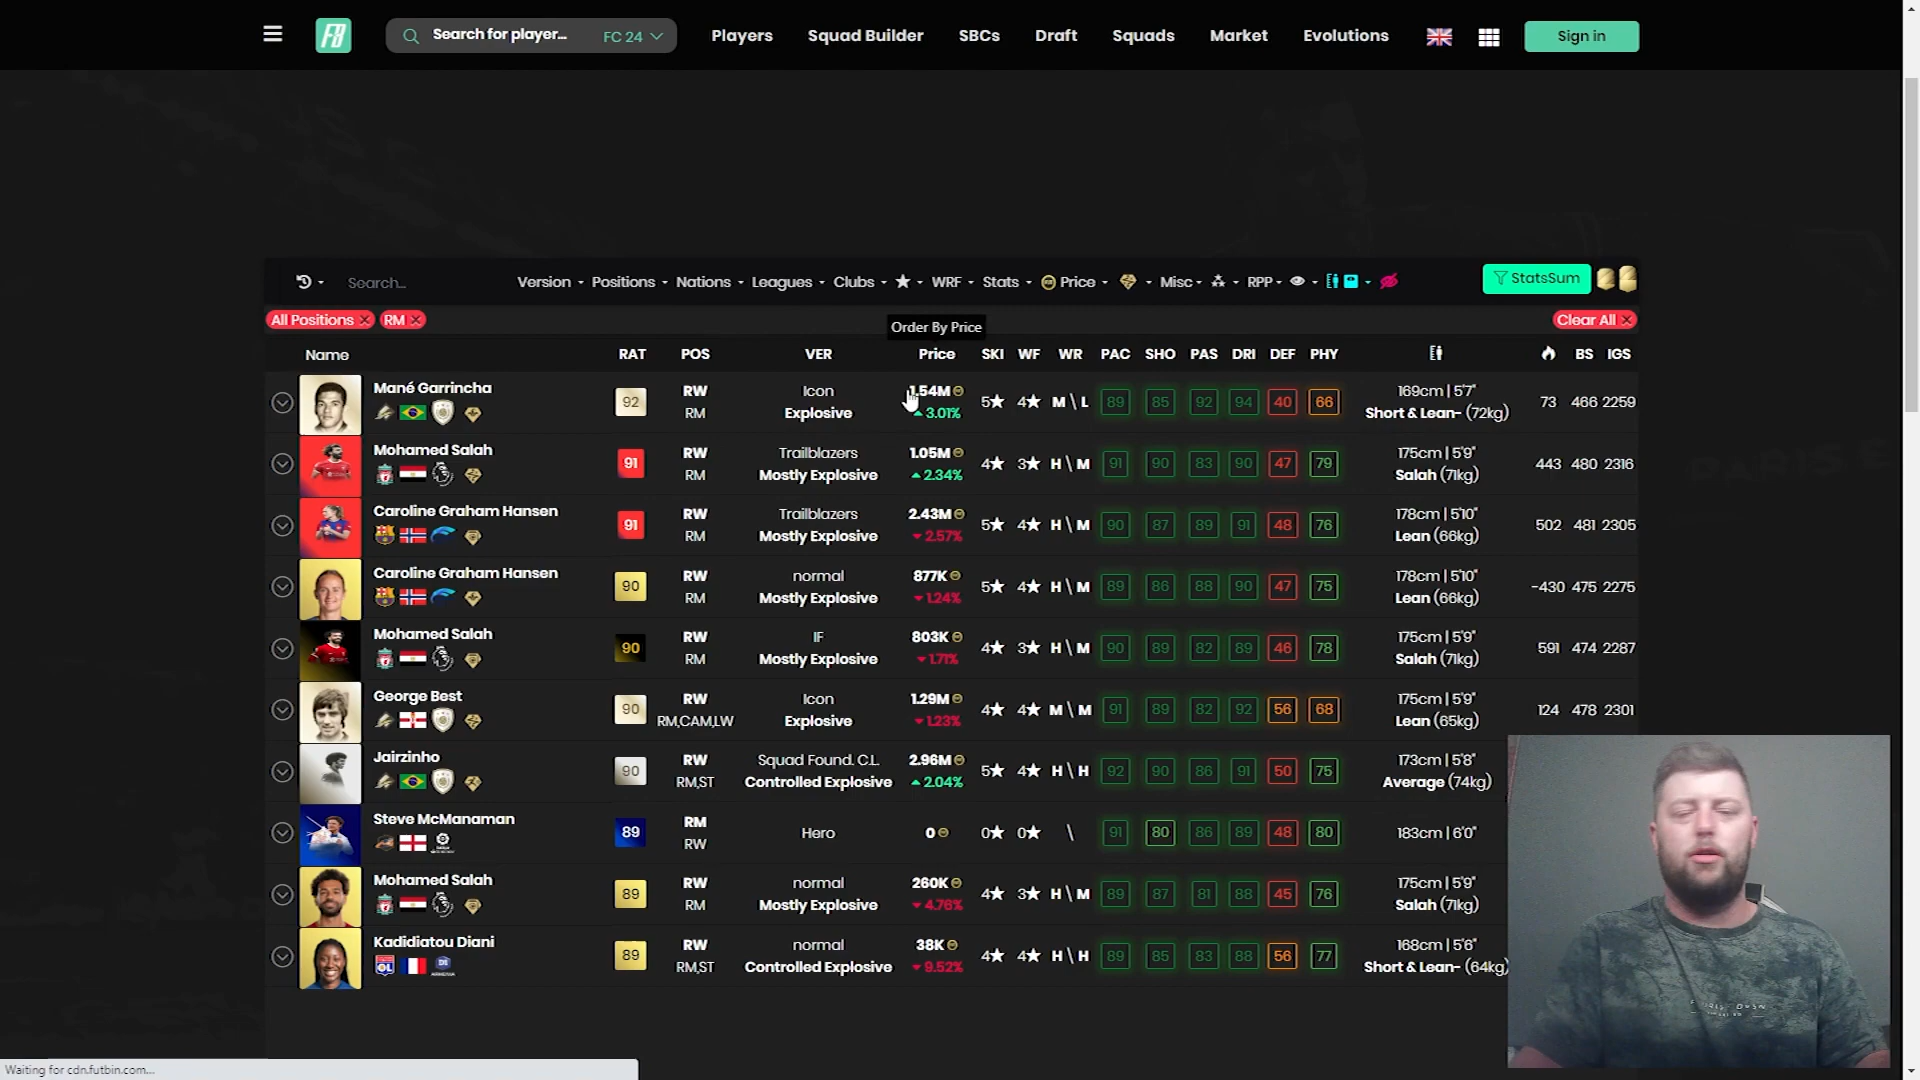 F8 Search for player... FC 24 Players Squad Builder SBCs Draft Squads Market Evolutions Sign in
Search... Version Positions Nations Leagues Clubs ★ WRF Stats Price Misc RPP StatsSum
All Positions × RM × Clear All ×
Order By Price
Name RAT POS VER Price SKI WF WR PAC SHO PAS DRI DEF PHY BS IGS
Mané Garrincha 92 RW Icon 1.54M 5★ 4★ M \ L 89 85 92 94 40 66 169cm | 5'7" 73 466 2259
RM Explosive 3.01% Short & Lean- (72kg)
Mohamed Salah 91 RW Trailblazers 1.05M 4★ 3★ H \ M 91 90 83 90 47 79 175cm | 5'9" 443 480 2316
RM Mostly Explosive 2.34% Salah (71kg)
Caroline Graham Hansen 91 RW Trailblazers 2.43M 5★ 4★ H \ M 90 87 89 91 48 76 178cm | 5'10" 502 481 2305
RM Mostly Explosive 2.57% Lean (66kg)
Caroline Graham Hansen 90 RW normal 877K 5★ 4★ H \ M 89 86 88 90 47 75 178cm | 5'10" -430 475 2275
RM Mostly Explosive 1.24% Lean (66kg)
Mohamed Salah 90 RW IF 803K 4★ 3★ H \ M 90 89 82 89 46 78 175cm | 5'9" 591 474 2287
RM Mostly Explosive 1.71% Salah (71kg)
George Best 90 RW Icon 1.29M 4★ 4★ M \ M 91 89 82 92 56 68 175cm | 5'9" 124 478 2301
RM,CAM,LW Explosive 1.23% Lean (65kg)
Jairzinho 90 RW Squad Found. C.L. 2.96M 5★ 4★ H \ H 92 90 86 91 50 75 173cm | 5'8"
RM,ST Controlled Explosive 2.04% Average (74kg)
Steve McManaman 89 RM Hero 0 0★ 0★ \ 91 80 86 89 48 80 183cm | 6'0"
RW
Mohamed Salah 89 RW normal 260K 4★ 3★ H \ M 89 87 81 88 45 76 175cm | 5'9"
RM Mostly Explosive 4.76% Salah (71kg)
Kadidiatou Diani 89 RW normal 38K 4★ 4★ H \ H 89 85 83 88 56 77 168cm | 5'6"
RM,ST Controlled Explosive 9.52% Short & Lean- (64kg)
Waiting for cdn.futbin.com...